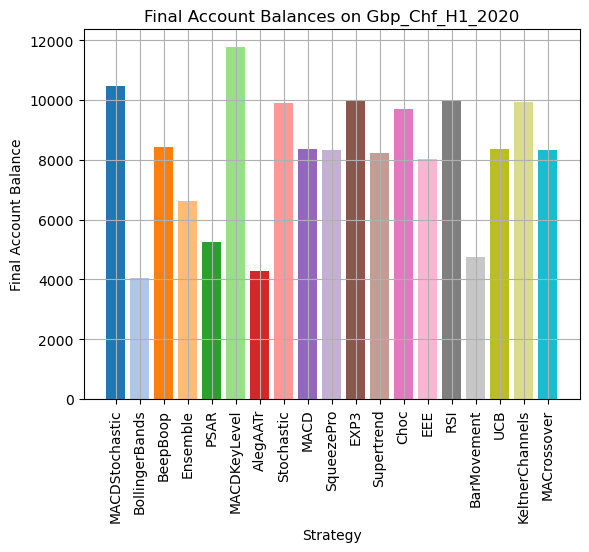 Final Account Balances on Gbp_Chf_H1_2020
Final Account Balance
12000
10000
8000
6000
4000
2000
0
MACDStochastic
BollingerBands
BeepBoop
Ensemble
PSAR
MACDKeyLevel
AlegAATr
Stochastic
MACD
SqueezePro
EXP3
Supertrend
Choc
EEE
RSI
BarMovement
UCB
KeltnerChannels
MACrossover
Strategy